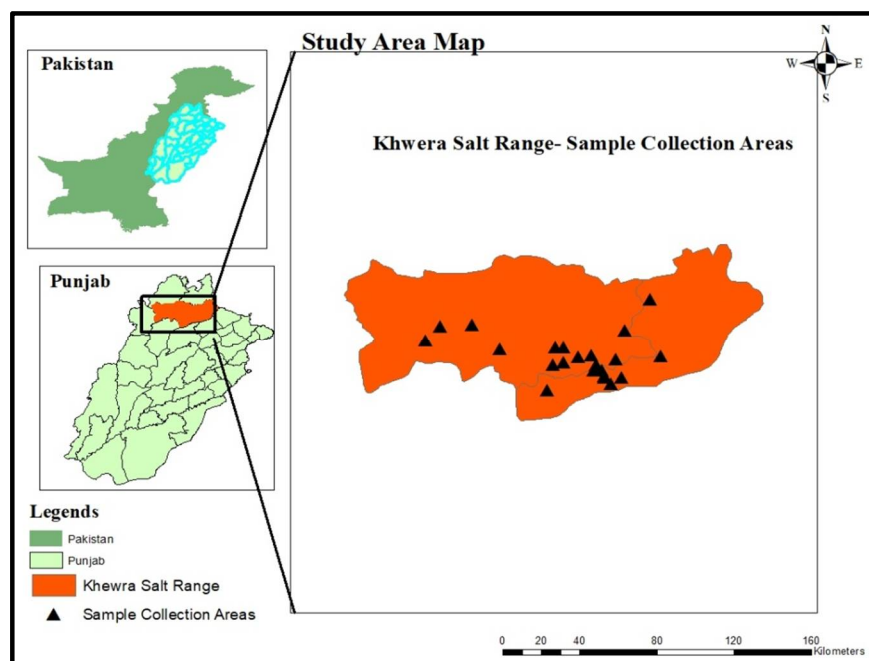 Study Area Map
N
W E
S
Pakistan
Khwera Salt Range- Sample Collection Areas
Punjab
Legends
Pakistan
Punjab
Khewra Salt Range
Sample Collection Areas
0 20 40 80 120 160
Kilometers